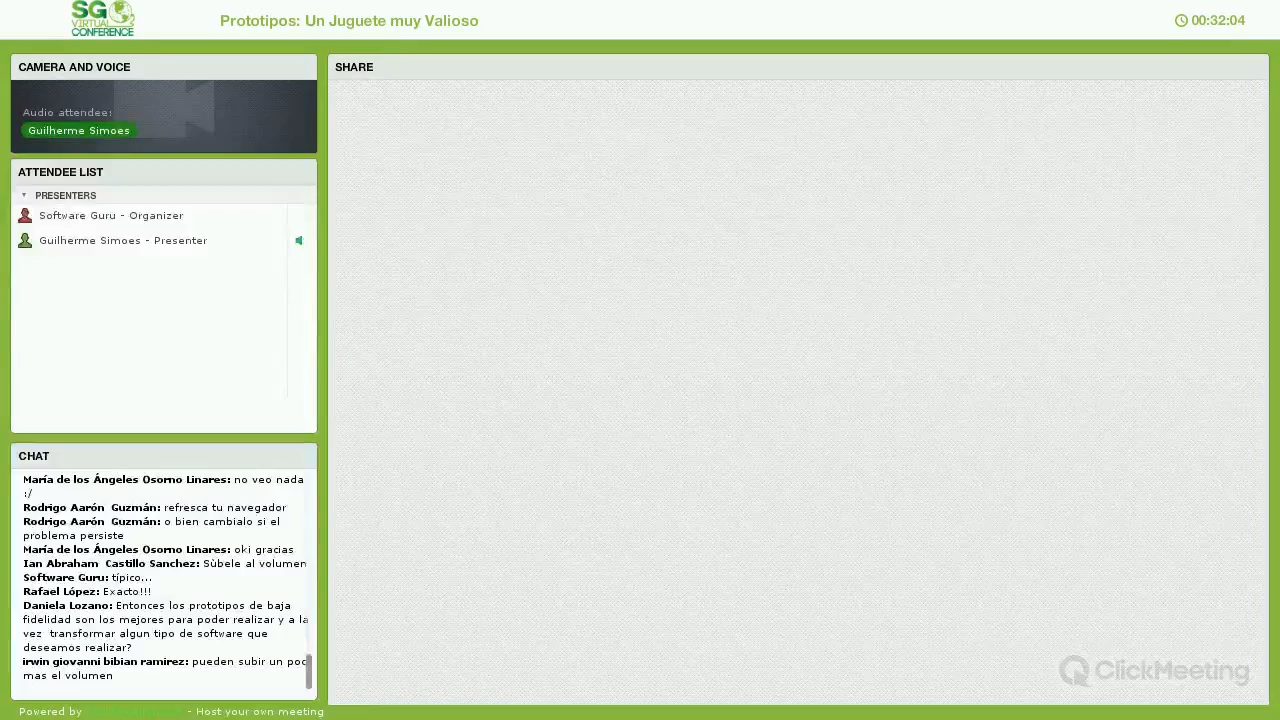 SG
VIRTUAL
CONFERENCE
Prototipos: Un Juguete muy Valioso
00:32:04
CAMERA AND VOICE
Audio attendee:
Guilherme Simoes
ATTENDEE LIST
PRESENTERS
Software Guru - Organizer
Guilherme Simoes - Presenter
CHAT
María de los Ángeles Osorno Linares: no veo nada
:/
Rodrigo Aarón Guzmán: refresca tu navegador
Rodrigo Aarón Guzmán: o bien cambialo si el
problema persiste
María de los Ángeles Osorno Linares: oki gracias
Ian Abraham Castillo Sanchez: Sùbele al volumen
Software Guru: típico...
Rafael López: Exacto!!!
Daniela Lozano: Entonces los prototipos de baja
fidelidad son los mejores para poder realizar y a la
vez transformar algun tipo de software que
deseamos realizar?
irwin giovanni bibian ramirez: pueden subir un poc
mas el volumen
Powered by - Host your own meeting
SHARE
ClickMeeting